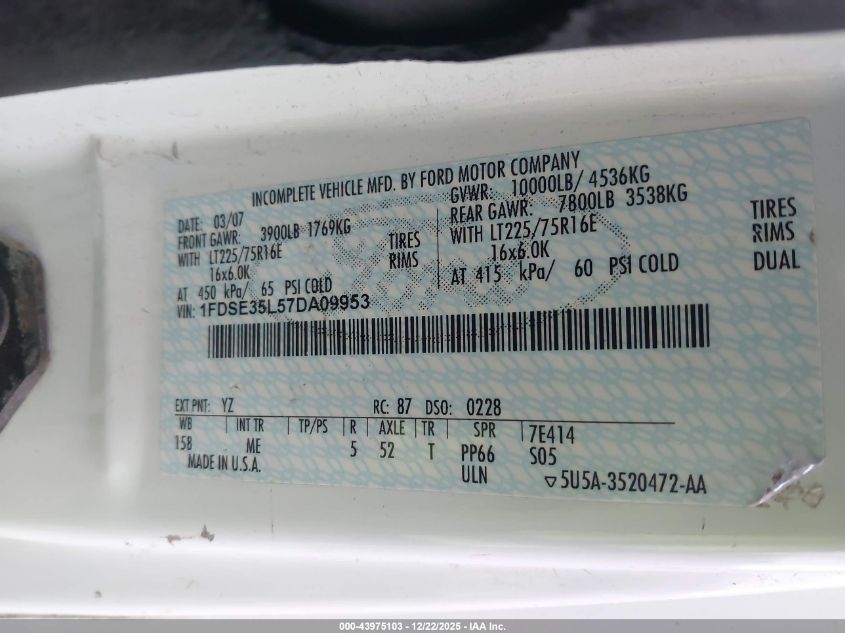 INCOMPLETE VEHICLE MFD. BY FORD MOTOR COMPANY
DATE: 03/07
GVWR: 10000LB/ 4536KG
FRONT GAWR: 3900LB 1769KG
REAR GAWR: 7800LB 3538KG
WITH LT225/75R16E TIRES
WITH LT225/75R16E TIRES
16x6.0K RIMS
16x6.0K RIMS
AT 450 kPa/ 65 PSI COLD
AT 415 kPa/ 60 PSI COLD DUAL
VIN: 1FDSE35L57DA09953
EXT PNT: YZ RC: 87 DSO: 0228
WB INT TR TP/PS R AXLE TR SPR 7E414
158 ME 5 52 T PP66 S05
MADE IN U.S.A. ULN
▽5U5A-3520472-AA
000-43975103 - 12/22/2025 - IAA Inc.